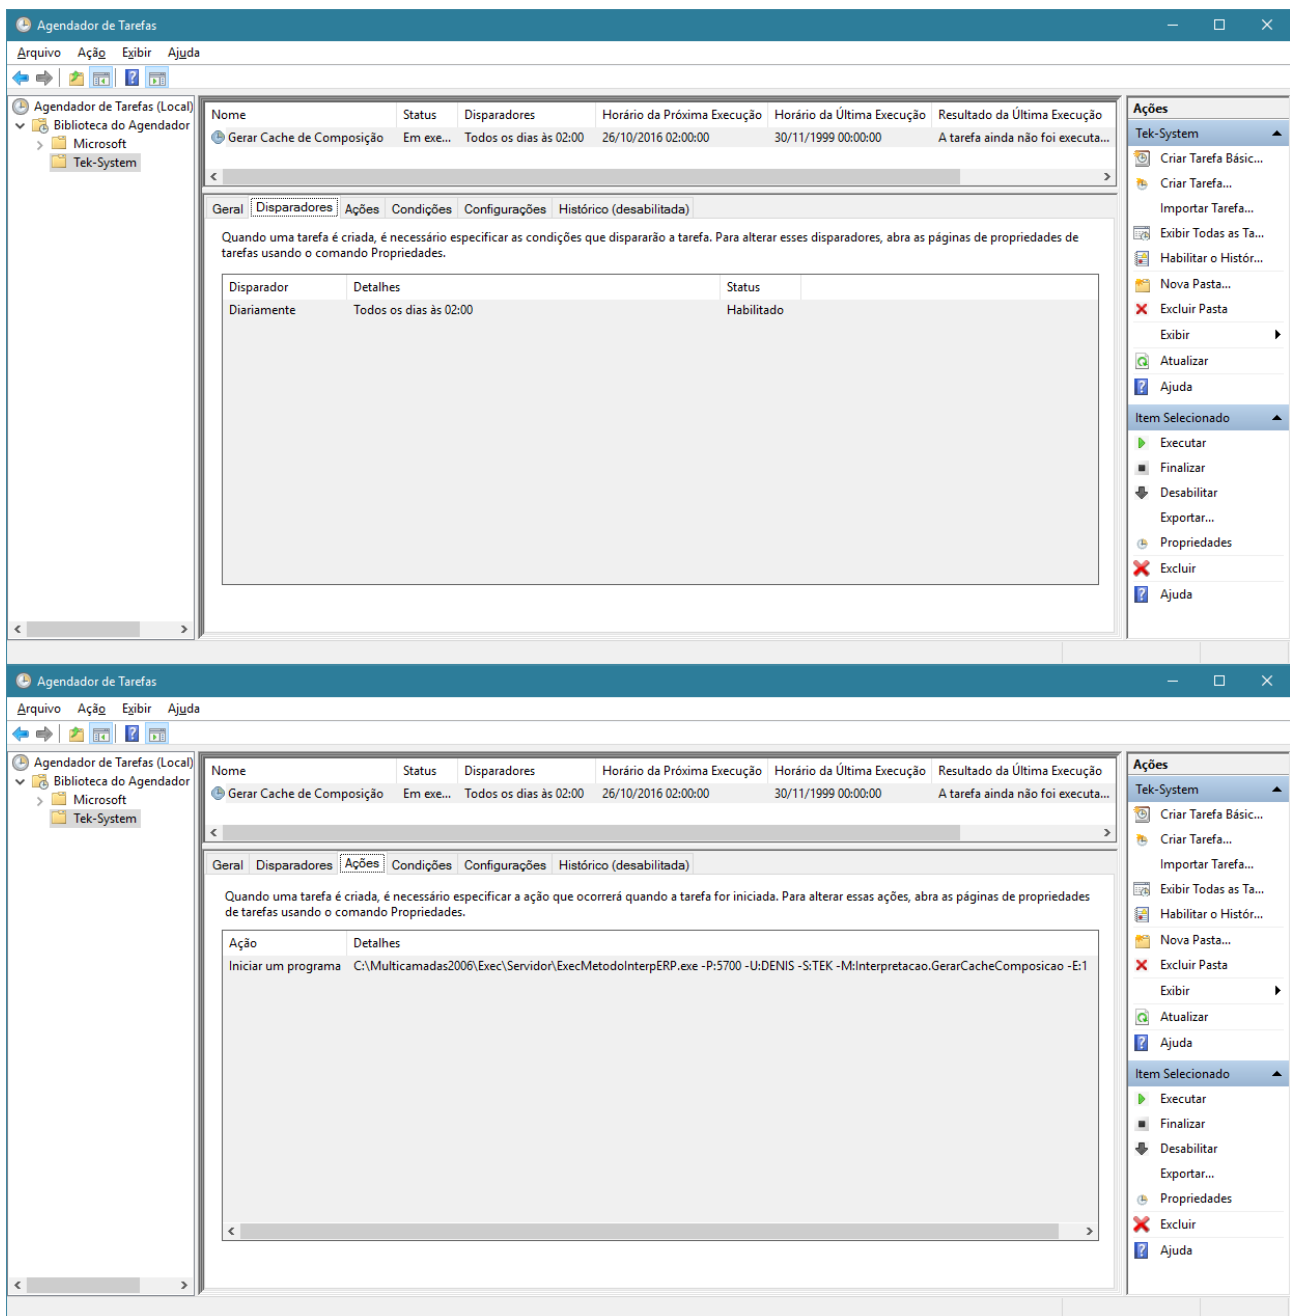 Agendador de Tarefas
Arquivo Ação Exibir Ajuda
Agendador de Tarefas (Local)
Biblioteca do Agendador
Microsoft
Tek-System
Nome Status Disparadores Horário da Próxima Execução Horário da Última Execução Resultado da Última Execução
Gerar Cache de Composição Em exe... Todos os dias às 02:00 26/10/2016 02:00:00 30/11/1999 00:00:00 A tarefa ainda não foi executa...
Geral Disparadores Ações Condições Configurações Histórico (desabilitada)
Quando uma tarefa é criada, é necessário especificar as condições que dispararão a tarefa. Para alterar esses disparadores, abra as páginas de propriedades de
tarefas usando o comando Propriedades.
Disparador Detalhes Status
Diariamente Todos os dias às 02:00 Habilitado
Ações
Tek-System
Criar Tarefa Básic...
Criar Tarefa...
Importar Tarefa...
Exibir Todas as Ta...
Habilitar o Histór...
Nova Pasta...
Excluir Pasta
Exibir
Atualizar
Ajuda
Item Selecionado
Executar
Finalizar
Desabilitar
Exportar...
Propriedades
Excluir
Ajuda
Agendador de Tarefas
Arquivo Ação Exibir Ajuda
Agendador de Tarefas (Local)
Biblioteca do Agendador
Microsoft
Tek-System
Nome Status Disparadores Horário da Próxima Execução Horário da Última Execução Resultado da Última Execução
Gerar Cache de Composição Em exe... Todos os dias às 02:00 26/10/2016 02:00:00 30/11/1999 00:00:00 A tarefa ainda não foi executa...
Geral Disparadores Ações Condições Configurações Histórico (desabilitada)
Quando uma tarefa é criada, é necessário especificar a ação que ocorrerá quando a tarefa for iniciada. Para alterar essas ações, abra as páginas de propriedades
de tarefas usando o comando Propriedades.
Ação Detalhes
Iniciar um programa C:\Multicamadas2006\Exec\Servidor\ExecMetodoInterpERP.exe -P:5700 -U:DENIS -S:TEK -M:Interpretacao.GerarCacheComposicao -E:1
Ações
Tek-System
Criar Tarefa Básic...
Criar Tarefa...
Importar Tarefa...
Exibir Todas as Ta...
Habilitar o Histór...
Nova Pasta...
Excluir Pasta
Exibir
Atualizar
Ajuda
Item Selecionado
Executar
Finalizar
Desabilitar
Exportar...
Propriedades
Excluir
Ajuda